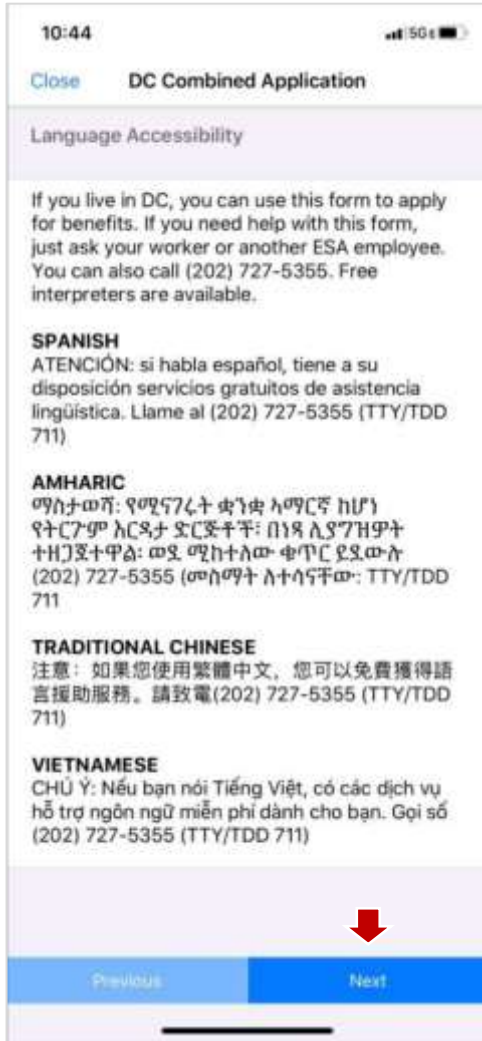 10:44
5G
Close
DC Combined Application
Language Accessibility
If you live in DC, you can use this form to apply
for benefits. If you need help with this form,
just ask your worker or another ESA employee.
You can also call (202) 727-5355. Free
interpreters are available.
SPANISH
ATENCIÓN: si habla español, tiene a su
disposición servicios gratuitos de asistencia
lingüística. Llame al (202) 727-5355 (TTY/TDD
711)
AMHARIC
ማስታወሻ: የሚናገሩት ቋንቋ ኣማርኛ ከሆነ
የትርጉም እርዳታ ድርጅቶች፣ በነጻ ሊያግዝዎት
ተዘጋጀተዋል፡ ወደ ሚከተለው ቁጥር ይደውሉ
(202) 727-5355 (መስማት ለተሳናቸው: TTY/TDD
711
TRADITIONAL CHINESE
注意：如果您使用繁體中文，您可以免費獲得語
言援助服務。請致電(202) 727-5355 (TTY/TDD
711)
VIETNAMESE
CHÚ Ý: Nếu bạn nói Tiếng Việt, có các dịch vụ
hỗ trợ ngôn ngữ miễn phí dành cho bạn. Gọi số
(202) 727-5355 (TTY/TDD 711)
Previous
Next